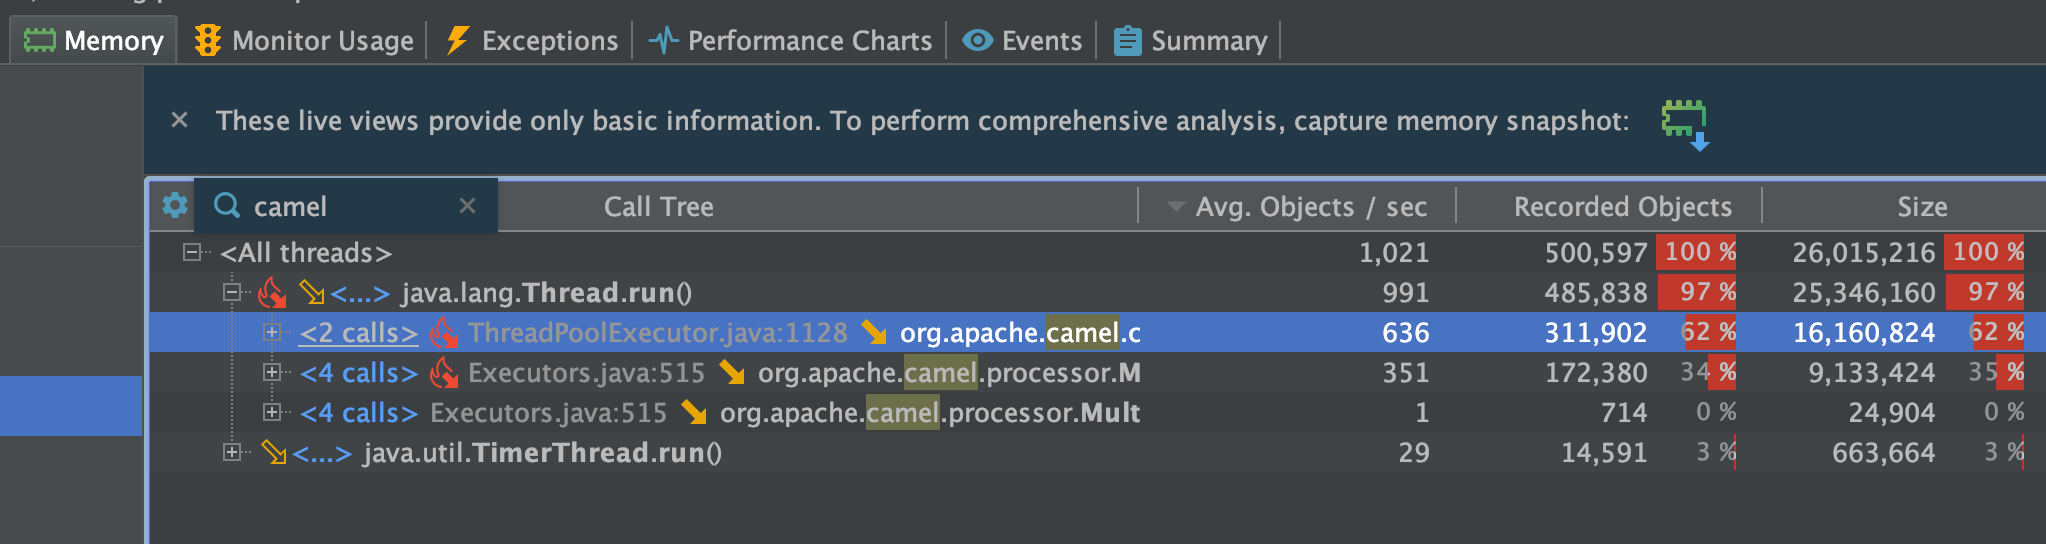 Memory Monitor Usage Exceptions Performance Charts Events Summary
These live views provide only basic information. To perform comprehensive analysis, capture memory snapshot:
camel Call Tree Avg. Objects / sec Recorded Objects Size
<All threads> 1,021 500,597 100 % 26,015,216 100 %
<...> java.lang.Thread.run() 991 485,838 97 % 25,346,160 97 %
<2 calls> ThreadPoolExecutor.java:1128 org.apache.camel.c 636 311,902 62 % 16,160,824 62 %
<4 calls> Executors.java:515 org.apache.camel.processor.M 351 172,380 34 % 9,133,424 35 %
<4 calls> Executors.java:515 org.apache.camel.processor.Mult 1 714 0 % 24,904 0 %
<...> java.util.TimerThread.run() 29 14,591 3 % 663,664 3 %